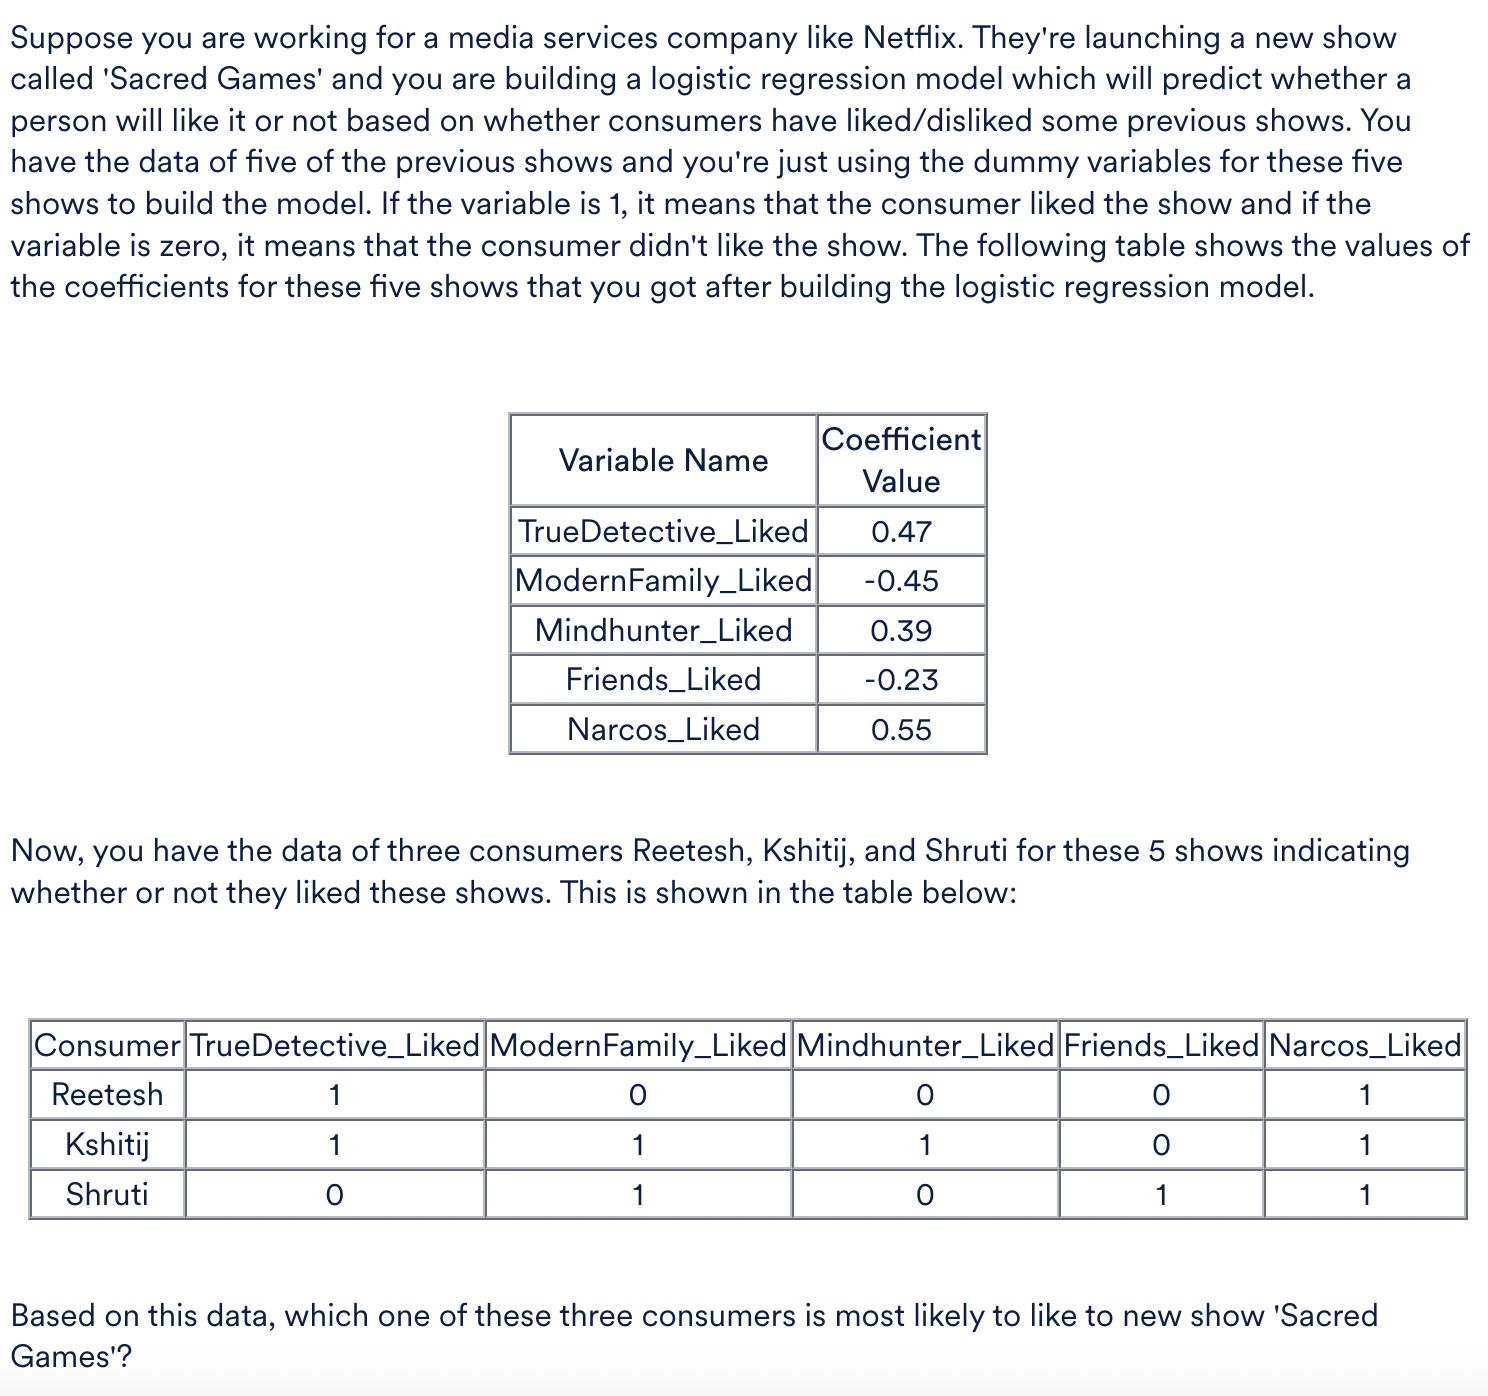 Suppose you are working for a media services company like Netflix. They're launching a new show
called 'Sacred Games' and you are building a logistic regression model which will predict whether a
person will like it or not based on whether consumers have liked/disliked some previous shows. You
have the data of five of the previous shows and you're just using the dummy variables for these five
shows to build the model. If the variable is 1, it means that the consumer liked the show and if the
variable is zero, it means that the consumer didn't like the show. The following table shows the values of
the coefficients for these five shows that you got after building the logistic regression model.
Variable Name Coefficient Value
TrueDetective_Liked 0.47
ModernFamily_Liked -0.45
Mindhunter_Liked 0.39
Friends_Liked -0.23
Narcos_Liked 0.55
Now, you have the data of three consumers Reetesh, Kshitij, and Shruti for these 5 shows indicating
whether or not they liked these shows. This is shown in the table below:
Consumer TrueDetective_Liked ModernFamily_Liked Mindhunter_Liked Friends_Liked Narcos_Liked
Reetesh 1 0 0 0 1
Kshitij 1 1 1 0 1
Shruti 0 1 0 1 1
Based on this data, which one of these three consumers is most likely to like to new show 'Sacred
Games'?